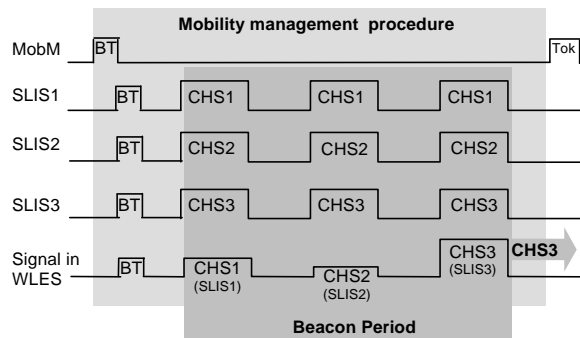 Mobility management procedure
MobM BT Tok
SLIS1 BT CHS1 CHS1 CHS1
SLIS2 BT CHS2 CHS2 CHS2
SLIS3 BT CHS3 CHS3 CHS3
Signal in WLES BT CHS1 (SLIS1) CHS2 (SLIS2) CHS3 (SLIS3) CHS3
Beacon Period